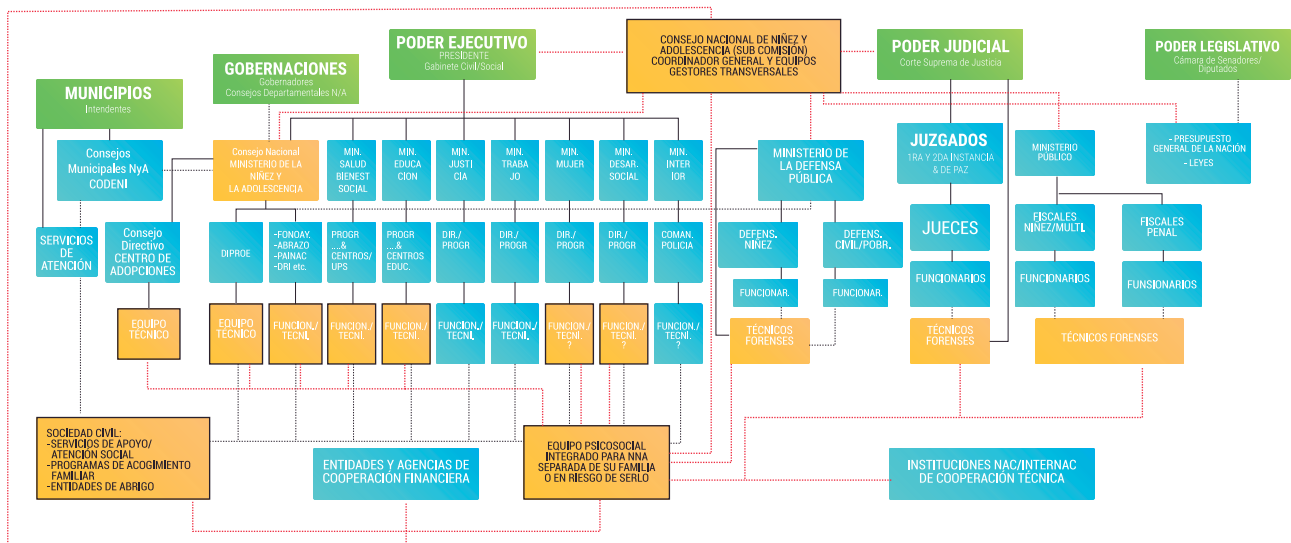 CONSEJO NACIONAL DE NIÑEZ Y
ADOLESCENCIA (SUB COMISIÓN)
COORDINADOR GENERAL Y EQUIPOS
GESTORES TRANSVERSALES
PODER EJECUTIVO
PRESÍDENTE
Gabinete Civil/Social
PODER JUDICIAL
Corte Suprema de Justicia
PODER LEGISLATIVO
Cámara de Senadores/
Diputados
GOBERNACIONES
Gobernadores
Consejos Departamentales N/A
MUNICIPIOS
Intendentes
Consejos
Municipales NyA
CODENI
Consejo Nacional
MINISTERIO DE LA
NIÑEZ Y
LA ADOLESCENCIA
MIN.
SALUD
BIENEST
SOCIAL
MIN.
EDUCA
CÍON
MIN.
JUSTI
CÍA
MIN.
TRABA
JO
MIN.
MUJER
MIN.
DESAR.
SOCIAL
MIN.
INTER
IOR
MINISTERIO DE
LA DEFENSA
PÚBLICA
JUZGADOS
1RA Y 2DA INSTANCIA
& DE PAZ
MINISTERIO
PÚBLICO
– PRESUPUESTO
GENERAL DE LA NACIÓN
– LEYES
SERVICIOS
DE
ATENCIÓN
Consejo
Directivo
CENTRO DE
ADOPCIONES
DIPROE
-FONOAY.
-ABRAZO
-PAINAC
-DRI etc.
PROGR
....&
CENTROS/
UPS
PROGR
....&
CENTROS
EDUC.
DIR./
PROGR
DIR./
PROGR
DIR./
PROGR
DIR./
PROGR
COMAN.
POLICIA
DEFENS.
NIÑEZ
DEFENS.
CIVIL/POBR.
JUECES
FÍSCALES
NIÑEZ/MULTI.
FISCALES
PENAL
FUNCIONAR.
FUNCIONAR.
FUNCIONARIOS
FUNCIONARIOS
FUNSIONARIOS
EQUIPO
TÉCNICO
EQUIPO
TECNICO
FUNCION./
TECNI.
FUNCION./
TECNI.
FUNCION./
TECNI.
FUNCION./
TECNI.
FUNCION./
TECNI.
FUNCION./
TECNI.
?
FUNCION./
TECNI.
?
FUNCION./
TECNI.
?
TÉCNICOS
FORENSES
TÉCNICOS
FORENSES
TÉCNICOS FORENSES
SOCIEDAD CIVIL:
-SERVICIOS DE APOYO/
ATENCIÓN SOCIAL
-PROGRAMAS DE ACOGIMIENTO
FAMILIAR
-ENTIDADES DE ABRIGO
ENTIDADES Y AGENCIAS DE
COOPERACIÓN FINANCIERA
EQUIPO PSICOSOCIAL
INTEGRADO PARA NNA
SEPARADA DE SU FAMILIA
O EN RIESGO DE SERLO
INSTITUCIONES NAC/INTERNAC
DE COOPERACIÓN TÉCNICA